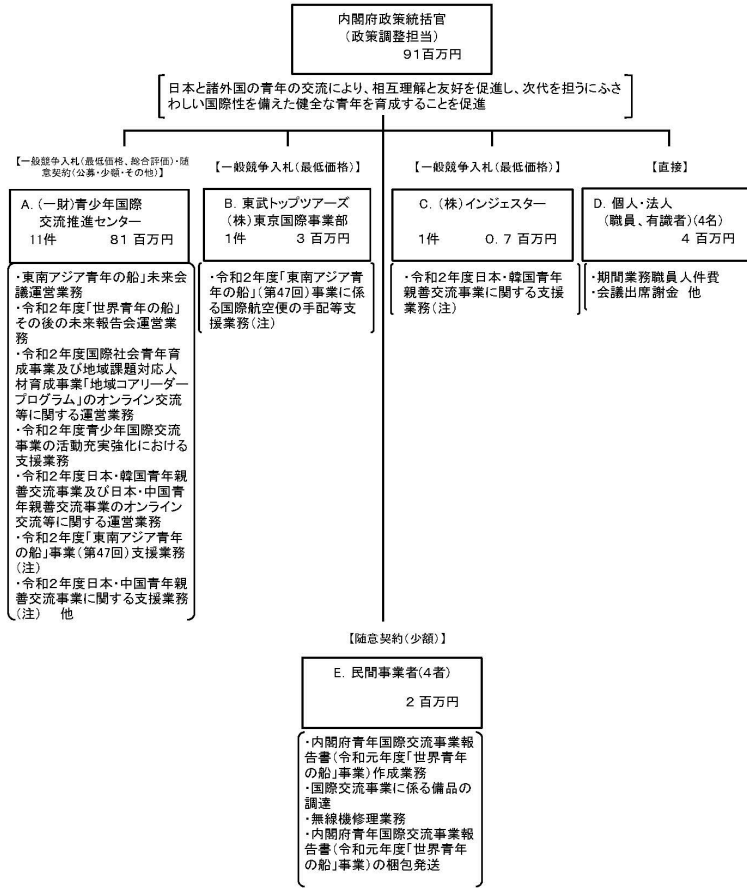 内閣府政策統括官
(政策調整担当)
91百万円
日本と諸外国の青年の交流により、相互理解と友好を促進し、次代を担うにふさ
わしい国際性を備えた健全な青年を育成することを促進
【一般競争入札(最低価格、総合評価)・随
意契約(公募・少額・その他)】
A. (一財)青少年国際
交流推進センター
11件 81 百万円
・東南アジア青年の船」未来会
議運営業務
・令和2年度「世界青年の船」
その後の未来報告会運営業
務
・令和2年度国際社会青年育
成事業及び地域課題対応人
材育成事業「地域コアリーダー
プログラム」のオンライン交流
等に関する運営業務
・令和2年度青少年国際交流
事業の活動充実強化における
支援業務
・令和2年度日本・韓国青年親
善交流事業及び日本・中国青
年親善交流事業のオンライン
交流等に関する運営業務
・令和2年度「東南アジア青年
の船」事業(第47回)支援業務
(注)
・令和2年度日本・中国青年親
善交流事業に関する支援業務
(注) 他
【一般競争入札(最低価格)】
B. 東武トップツアーズ
(株)東京国際事業部
1件 3 百万円
・令和2年度「東南アジア青
年の船」(第47回)事業に係
る国際航空便の手配等支
援業務(注)
【一般競争入札(最低価格)】
C. (株)インジェスター
1件 0.7 百万円
・令和2年度日本・韓国青年
親善交流事業に関する支援
業務(注)
【直接】
D. 個人・法人
(職員、有識者)(4名)
4 百万円
・期間業務職員人件費
・会議出席謝金 他
【随意契約(少額)】
E. 民間事業者(4者)
2 百万円
・内閣府青年国際交流事業報
告書(令和元年度「世界青年
の船」事業)作成業務
・国際交流事業に係る備品の
調達
・無線機修理業務
・内閣府青年国際交流事業報
告書(令和元年度「世界青年
の船」事業)の梱包発送